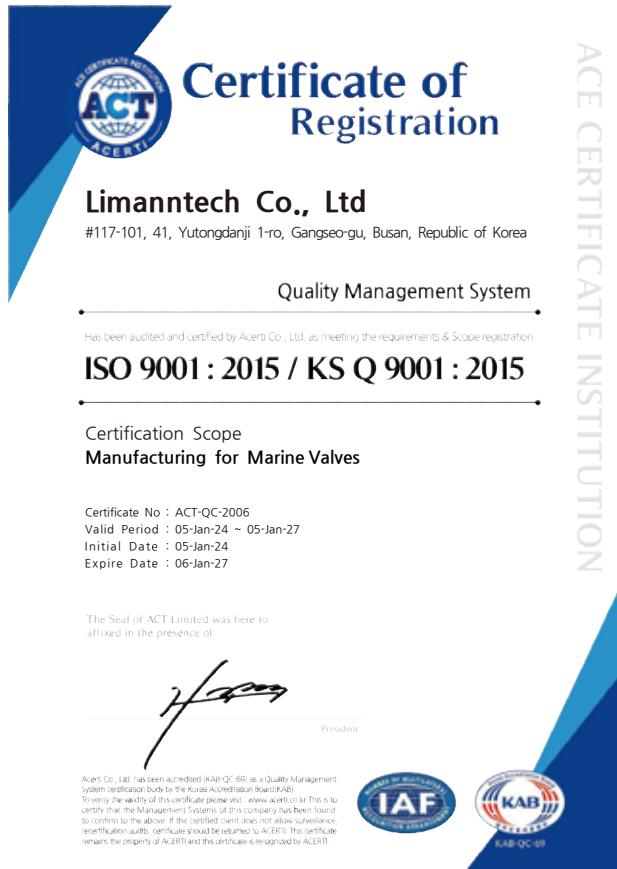 ACE CERTIFICATE INSTITUTION
ACT
ACERTI
Certificate of
Registration
Limanntech Co., Ltd
#117-101, 41, Yutongdanji 1-ro, Gangseo-gu, Busan, Republic of Korea
Quality Management System
Has been audited and certified by Acerti Co., Ltd. as meeting the requirements & Scope registration
ISO 9001 : 2015 / KS Q 9001 : 2015
Certification Scope
Manufacturing for Marine Valves
Certificate No : ACT-QC-2006
Valid Period : 05-Jan-24 ~ 05-Jan-27
Initial Date : 05-Jan-24
Expire Date : 06-Jan-27
The Seal of ACT Limited was here to
affixed in the presence of:
President
Acerti Co., Ltd. has been accredited (KAB-QC-69) as a Quality Management
System certification body by the Korea Accreditation Board(KAB)
To verify the validity of this certificate please visit : www.acerti.co.kr This is to
certify that the Management Systems of this company has been found
to confirm to the above. If the certified client does not allow surveillance,
recertification audits, certificate should be returned to ACERTI. This certificate
remains the property of ACERTI and this certificate is recognized by ACERTI.
MEMBER OF MULTILATERAL
IAF
RECOGNITION ARRANGEMENT
KAB
KAB-QC-69
ACE CERTIFICATE INSTITUTION